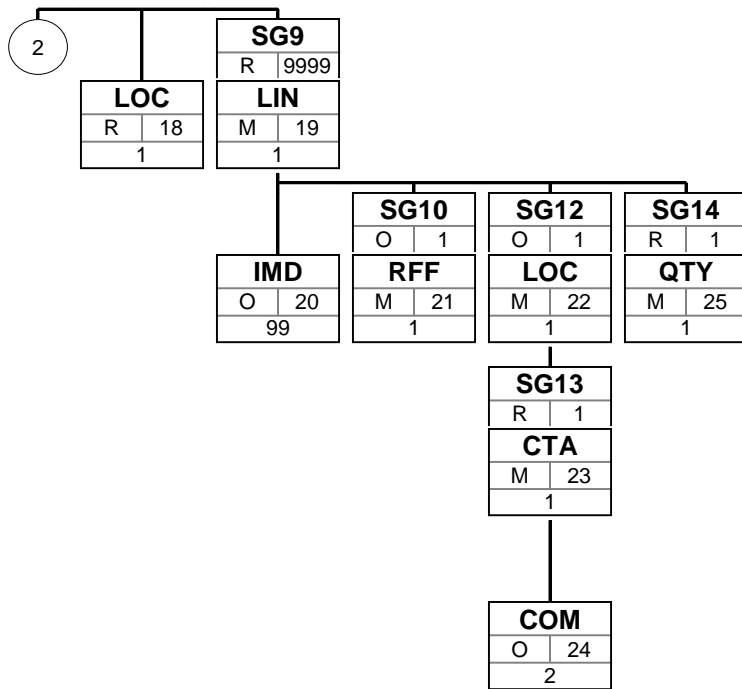 2
SG9
R 9999
LOC
R 18
1
LIN
M 19
1
SG10
O 1
SG12
O 1
SG14
R 1
IMD
O 20
99
RFF
M 21
1
LOC
M 22
1
QTY
M 25
1
SG13
R 1
CTA
M 23
1
COM
O 24
2